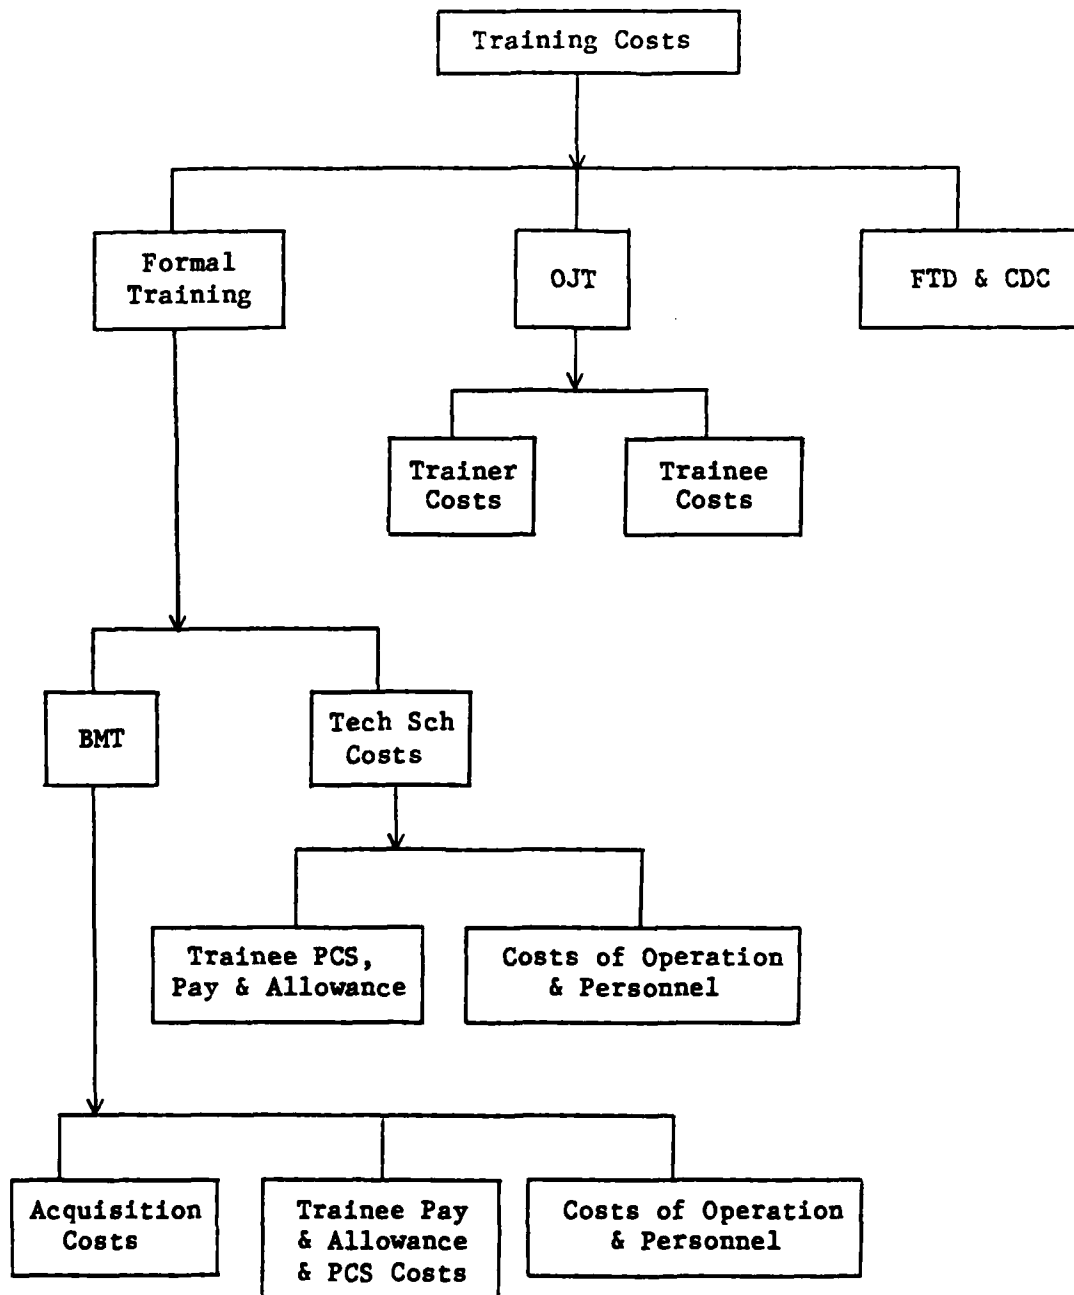 Training Costs
Formal
Training
OJT
FTD & CDC
Trainer
Costs
Trainee
Costs
BMT
Tech Sch
Costs
Trainee PCS,
Pay & Allowance
Costs of Operation
& Personnel
Acquisition
Costs
Trainee Pay
& Allowance
& PCS Costs
Costs of Operation
& Personnel